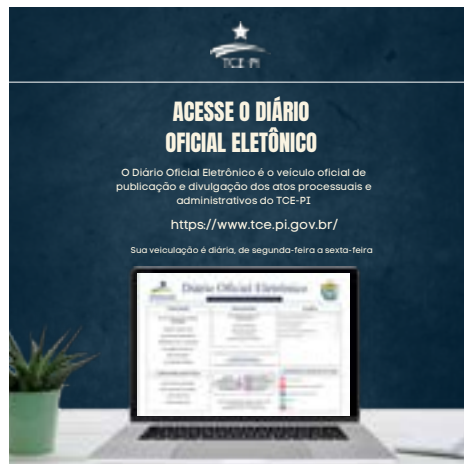 TCE-PI
ACESSE O DIÁRIO
OFICIAL ELETÔNICO
O Diário Oficial Eletrônico é o veículo oficial de
publicação e divulgação dos atos processuais e
administrativos do TCE-PI
https://www.tce.pi.gov.br/
Sua veiculação é diária, de segunda-feira a sexta-feira
Diário Oficial Eletrônico